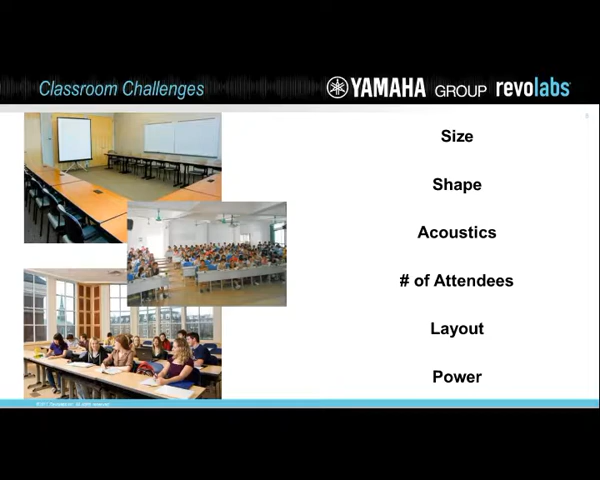 Classroom Challenges
YAMAHA GROUP revolabs
Size
Shape
Acoustics
# of Attendees
Layout
Power